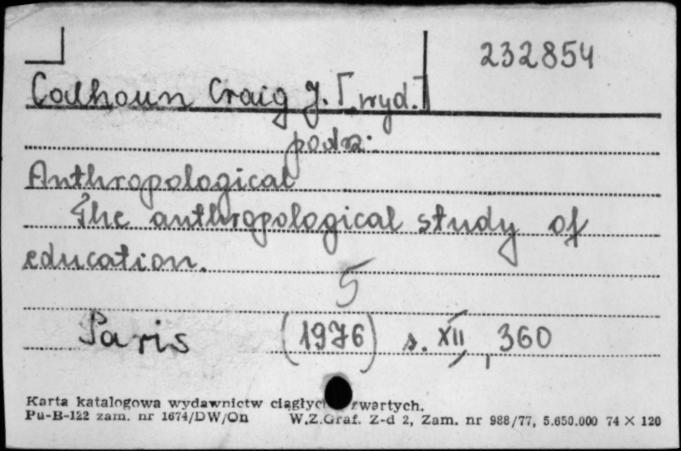 232854
Calhoun Craig J. [wyd.]
podz.
Anthropological
The anthropological study of
education.
5
Paris (1976) s. XII, 360
Karta katalogowa wydawnictw ciągłyc zwartych.
Pu-B-122 zam. nr 1674/DW/On W.Z.Graf. Z-d 2, Zam. nr 988/77, 5.650.000 74 × 120